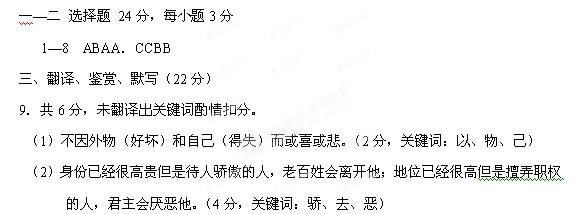 一—二 选择题 24分，每小题3分
1—8 ABAA．CCBB
三、翻译、鉴赏、默写（22分）
9．共6分，未翻译出关键词酌情扣分。
（1）不因外物（好坏）和自己（得失）而或喜或悲。（2分，关键词：以、物、己）
（2）身份已经很高贵但是待人骄傲的人，老百姓会离开他；地位已经很高但是擅弄职权
的人，君主会厌恶他。（4分，关键词：骄、去、恶）